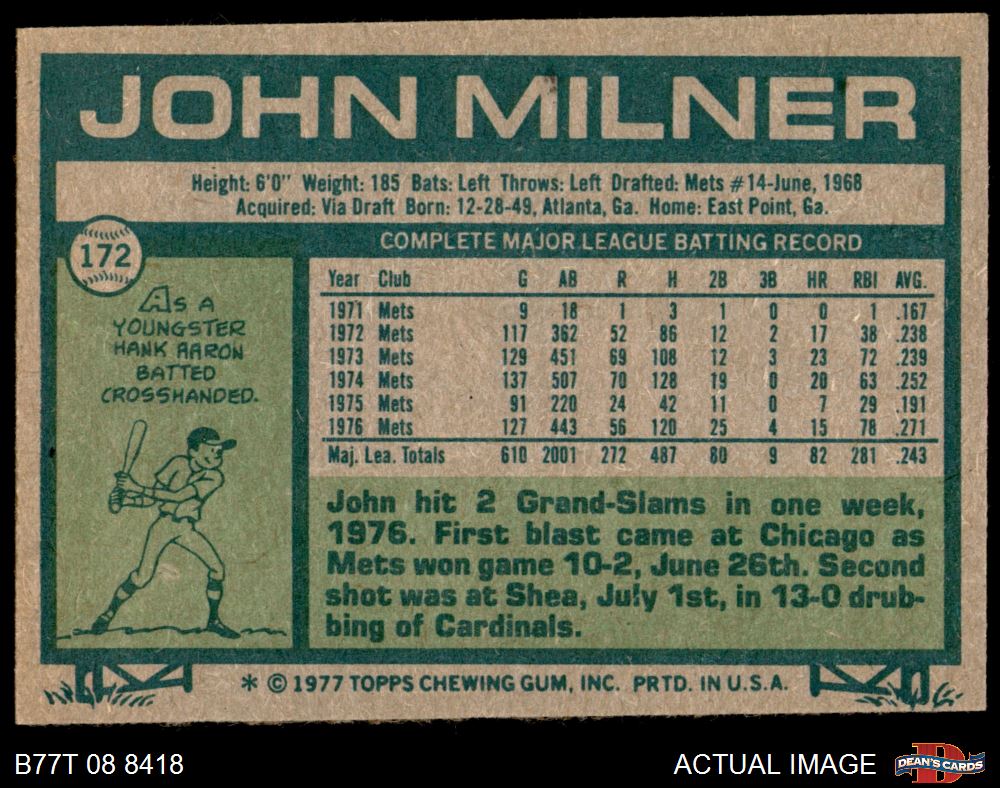 JOHN MILNER
Height: 6'0" Weight: 185 Bats: Left Throws: Left Drafted: Mets #14-June, 1968
Acquired: Via Draft Born: 12-28-49, Atlanta, Ga. Home: East Point, Ga.
172
AS A
YOUNGSTER
HANK AARON
BATTED
CROSSHANDED.
COMPLETE MAJOR LEAGUE BATTING RECORD
Year Club G AB R H 2B 3B HR RBI AVG.
1971 Mets 9 18 1 3 1 0 0 1 .167
1972 Mets 117 362 52 86 12 2 17 38 .238
1973 Mets 129 451 69 108 12 3 23 72 .239
1974 Mets 137 507 70 128 19 0 20 63 .252
1975 Mets 91 220 24 42 11 0 7 29 .191
1976 Mets 127 443 56 120 25 4 15 78 .271
Maj. Lea. Totals 610 2001 272 487 80 9 82 281 .243
John hit 2 Grand-Slams in one week,
1976. First blast came at Chicago as
Mets won game 10-2, June 26th. Second
shot was at Shea, July 1st, in 13-0 drub-
bing of Cardinals.
* © 1977 TOPPS CHEWING GUM, INC. PRTD. IN U.S.A.
B77T 08 8418
ACTUAL IMAGE
DEAN'S CARDS